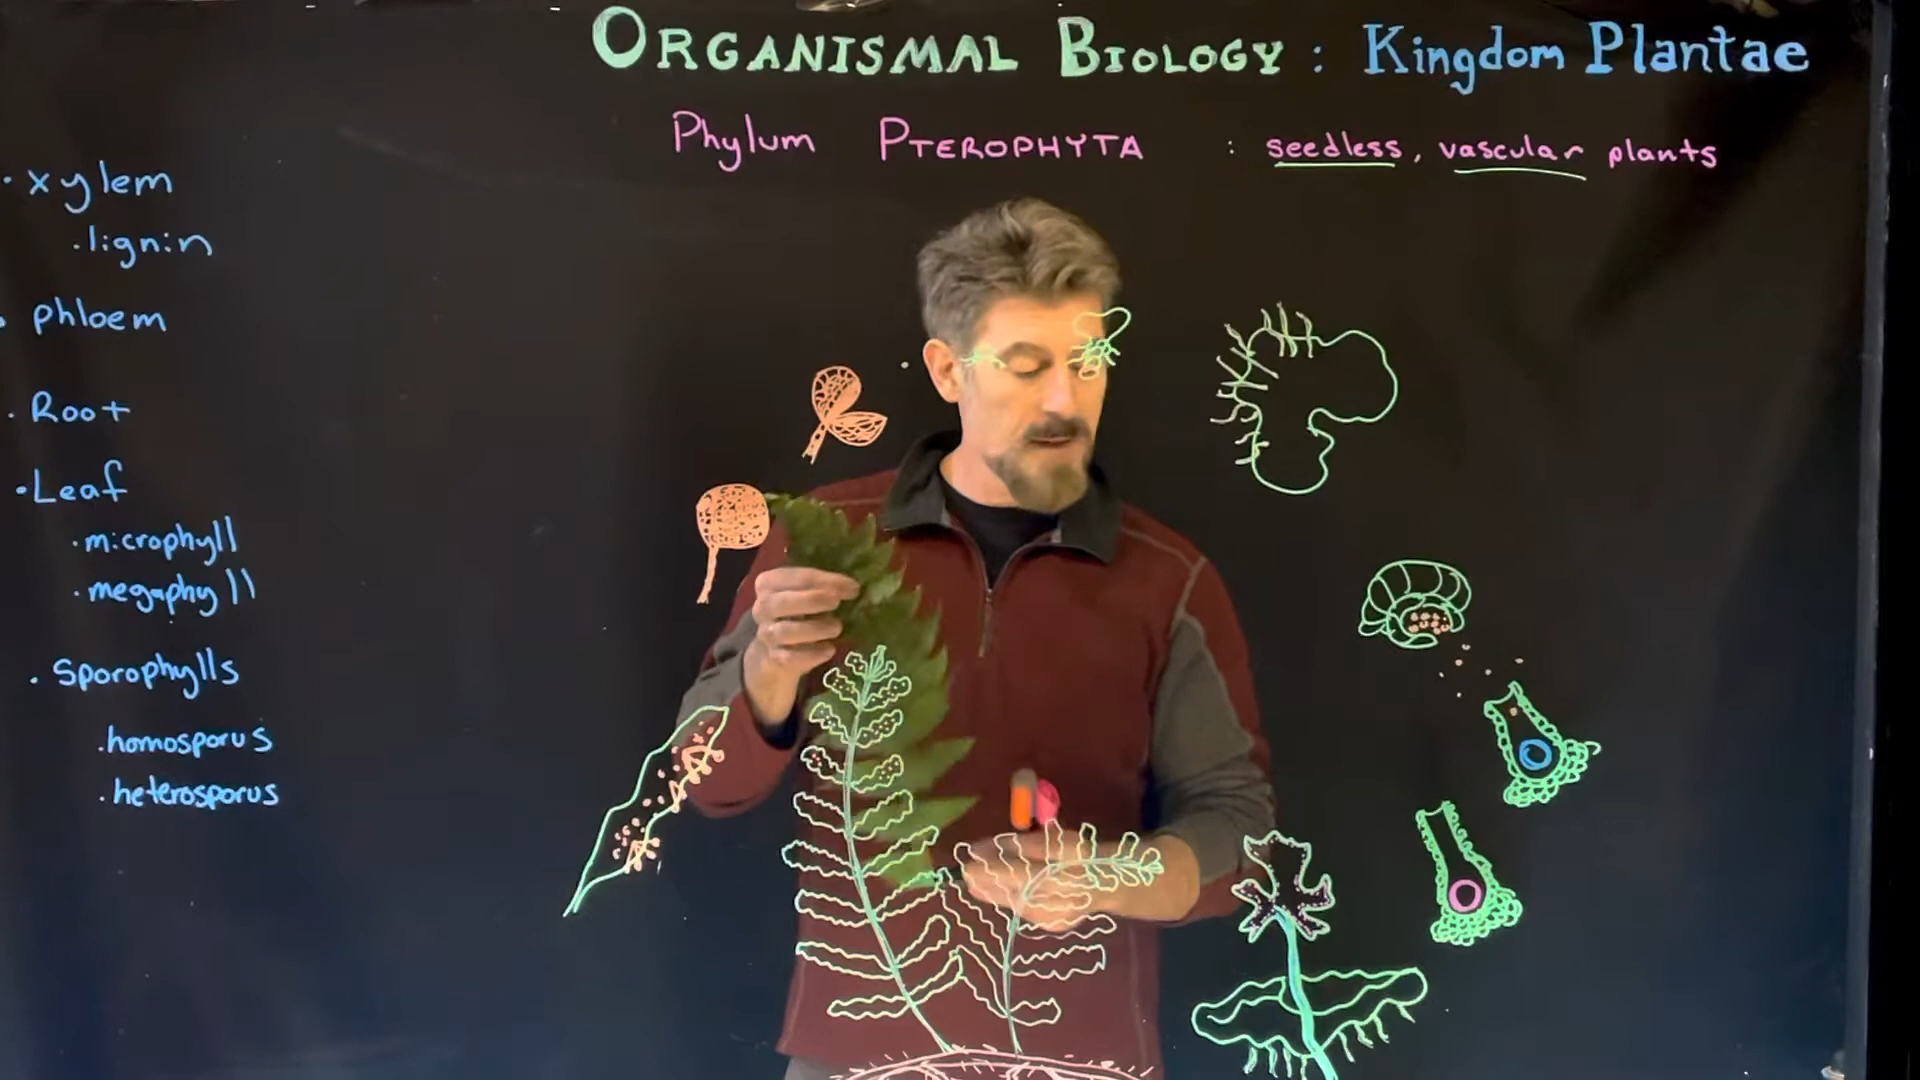 ORGANISMAL BIOLOGY : Kingdom Plantae
Phylum PTEROPHYTA : seedless, vascular plants
· xylem
· lignin
· phloem
· Root
· Leaf
· microphyll
· megaphyll
· Sporophylls
· homosporus
· heterosporus